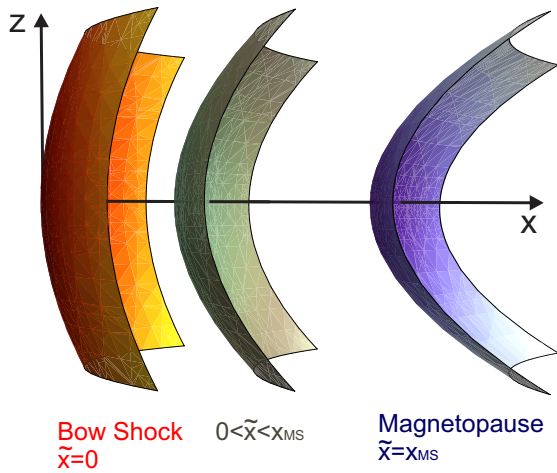 z
x
Bow Shock
x̃=0
0<x̃<xMS
Magnetopause
x̃=xMS